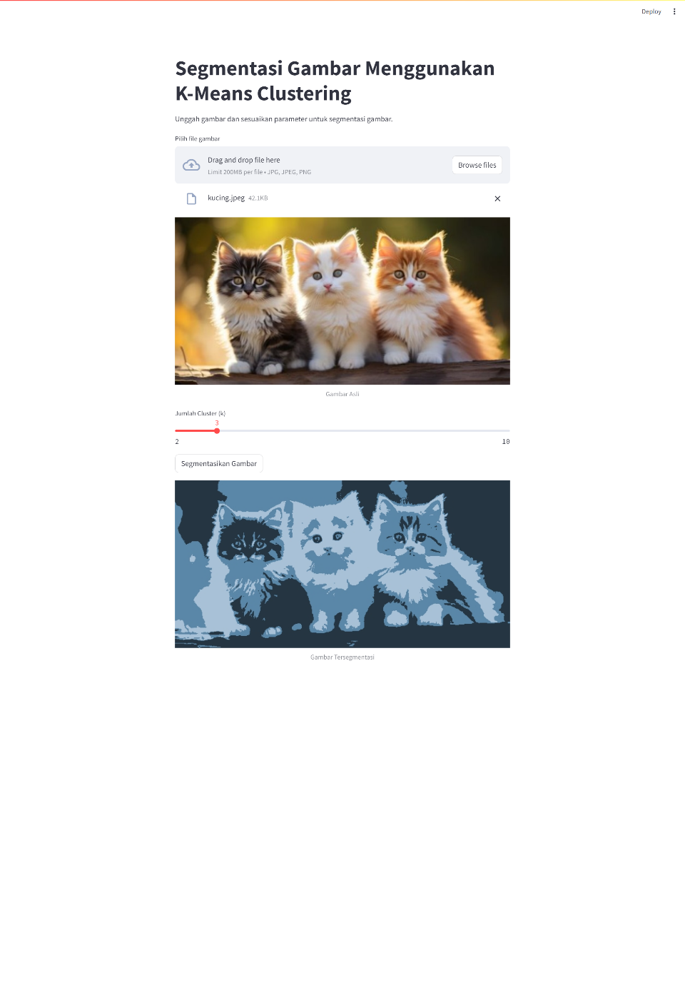 Deploy
Segmentasi Gambar Menggunakan
K-Means Clustering
Unggah gambar dan sesuaikan parameter untuk segmentasi gambar.
Pilih file gambar
Drag and drop file here
Limit 200MB per file • JPG, JPEG, PNG
Browse files
kucing.jpeg 42.1KB
Gambar Asli
Jumlah Cluster (k)
3
2 10
Segmentasikan Gambar
Gambar Tersegmentasi